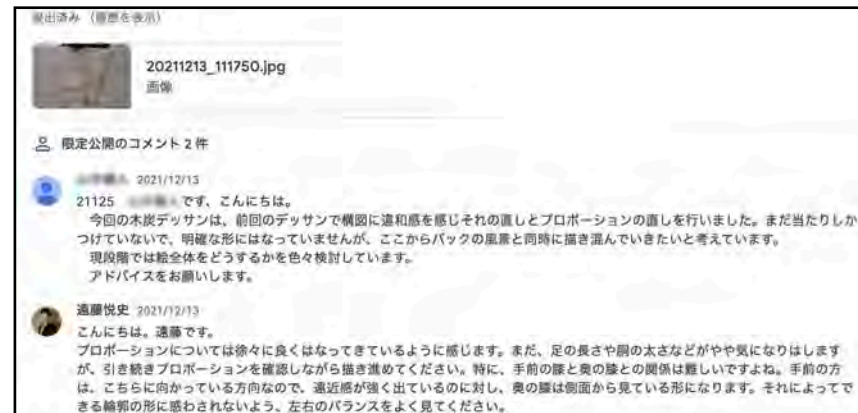 提出済み（履歴を表示）
20211213_111750.jpg
画像
限定公開のコメント 2 件
2021/12/13
21125 です、こんにちは。
今回の木炭デッサンは、前回のデッサンで構図に違和感を感じそれの直しとプロポーションの直しを行いました。まだ当たりしか
つけていないで、明確な形にはなっていませんが、ここからバックの風景と同時に描き混んでいきたいと考えています。
現段階では絵全体をどうするかを色々検討しています。
アドバイスをお願いします。
遠藤悦史 2021/12/13
こんにちは。遠藤です。
プロポーションについては徐々に良くはなってきているように感じます。まだ、足の長さや胴の太さなどがやや気になりはします
が、引き続きプロポーションを確認しながら描き進めてください。特に、手前の膝と奥の膝との関係は難しいですよね。手前の方
は、こちらに向かっている方向なので、遠近感が強く出ているのに対し、奥の膝は側面から見ている形になります。それによってで
きる輪郭の形に惑わされないよう、左右のバランスをよく見てください。